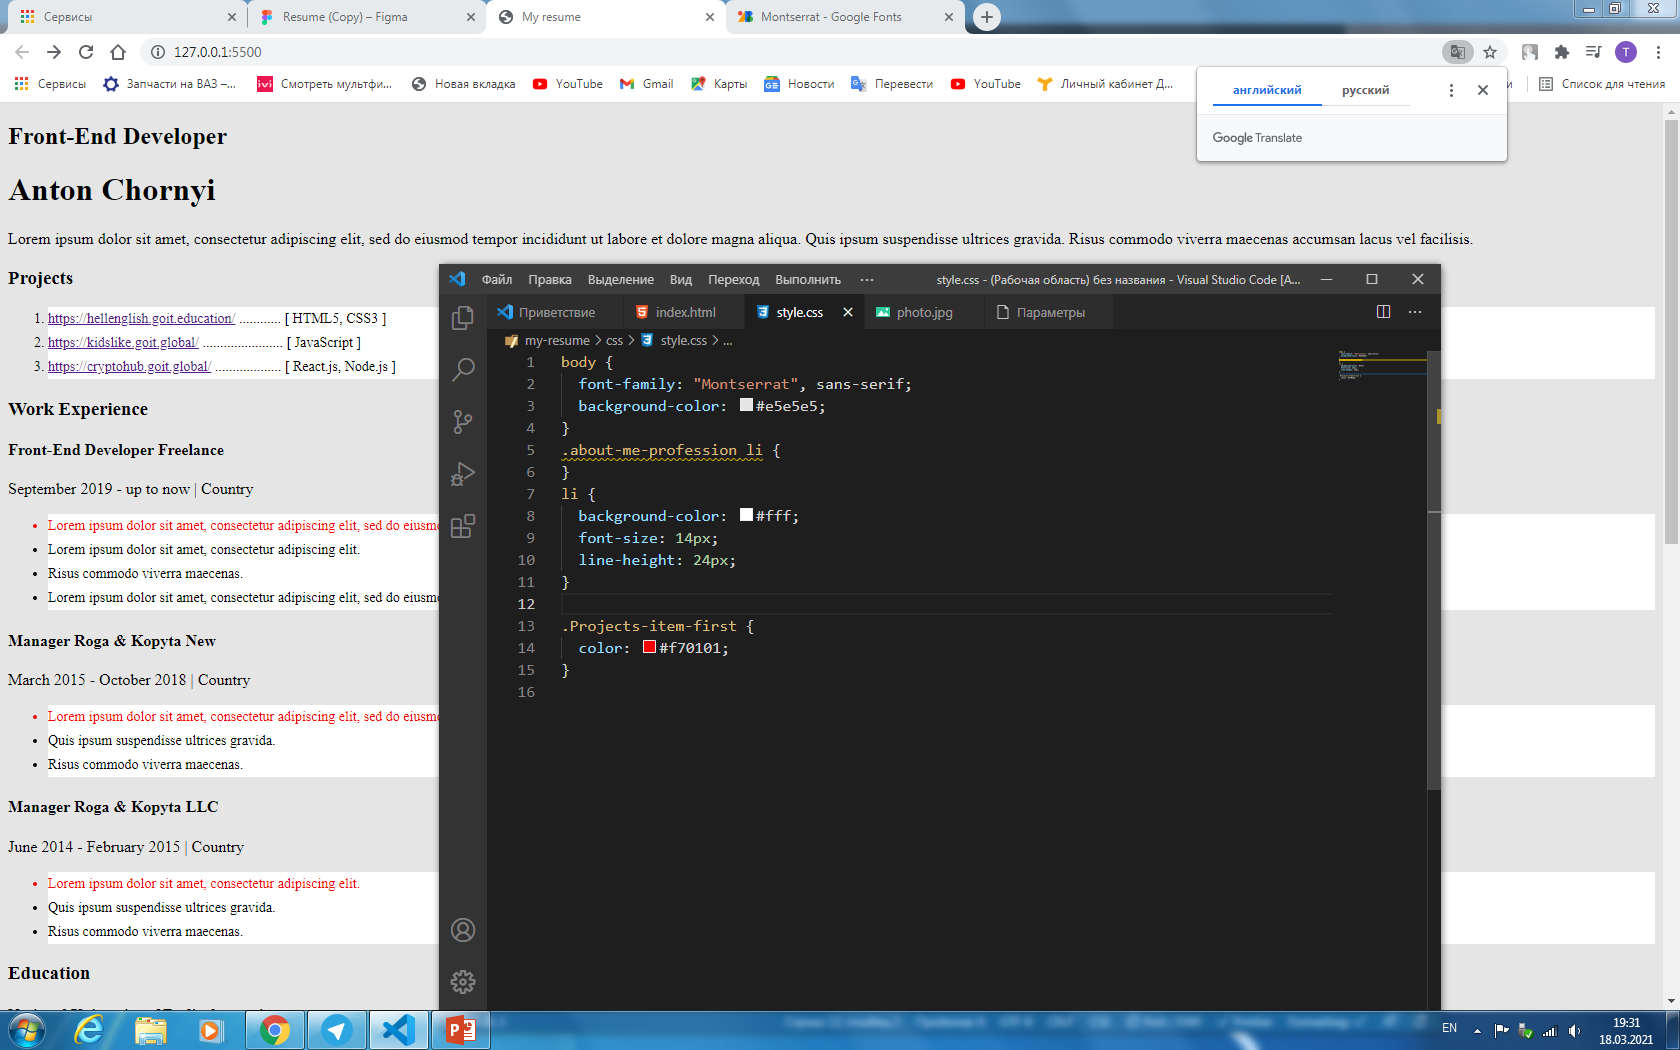 Сервисы
Resume (Copy) – Figma
My resume
Montserrat - Google Fonts
127.0.0.1:5500
T
Сервисы
Запчасти на ВАЗ –...
ivi
Смотреть мультфи...
Новая вкладка
YouTube
Gmail
Карты
Новости
Перевести
YouTube
Личный кабинет Д...
Список для чтения
английский
русский
Google Translate
Front-End Developer
Anton Chornyi
Lorem ipsum dolor sit amet, consectetur adipiscing elit, sed do eiusmod tempor incididunt ut labore et dolore magna aliqua. Quis ipsum suspendisse ultrices gravida. Risus commodo viverra maecenas accumsan lacus vel facilisis.
Projects
1. https://hellenglish.goit.education/ ............ [ HTML5, CSS3 ]
2. https://kidslike.goit.global/ ....................... [ JavaScript ]
3. https://cryptohub.goit.global/ ................... [ React.js, Node.js ]
Work Experience
Front-End Developer Freelance
September 2019 - up to now | Country
• Lorem ipsum dolor sit amet, consectetur adipiscing elit, sed do eiusmo
• Lorem ipsum dolor sit amet, consectetur adipiscing elit.
• Risus commodo viverra maecenas.
• Lorem ipsum dolor sit amet, consectetur adipiscing elit, sed do eiusmo
Manager Roga & Kopyta New
March 2015 - October 2018 | Country
• Lorem ipsum dolor sit amet, consectetur adipiscing elit, sed do eiusmo
• Quis ipsum suspendisse ultrices gravida.
• Risus commodo viverra maecenas.
Manager Roga & Kopyta LLC
June 2014 - February 2015 | Country
• Lorem ipsum dolor sit amet, consectetur adipiscing elit.
• Quis ipsum suspendisse ultrices gravida.
• Risus commodo viverra maecenas.
Education
Файл
Правка
Выделение
Вид
Переход
Выполнить
···
style.css - (Рабочая область) без названия - Visual Studio Code [А...
Приветствие
index.html
style.css
photo.jpg
Параметры
my-resume > css > style.css > ...
1 body {
2 font-family: "Montserrat", sans-serif;
3 background-color: #e5e5e5;
4 }
5 .about-me-profession li {
6 }
7 li {
8 background-color: #fff;
9 font-size: 14px;
10 line-height: 24px;
11 }
12
13 .Projects-item-first {
14 color: #f70101;
15 }
16
EN
19:31
18.03.2021